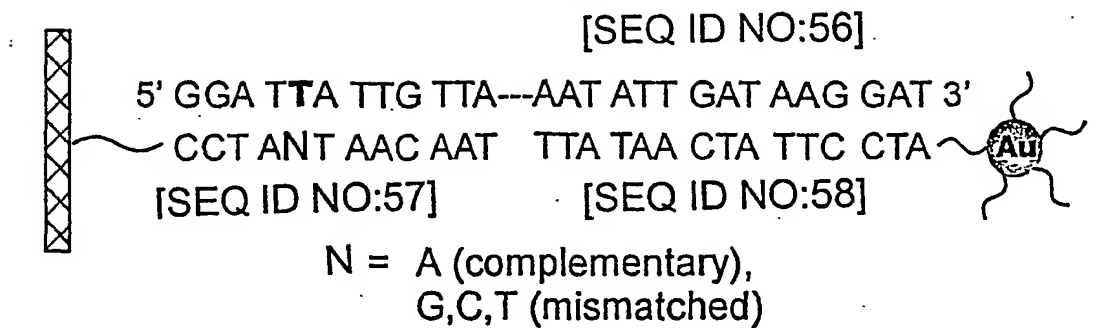 [SEQ ID NO:56]
5' GGA TTA TTG TTA---AAT ATT GAT AAG GAT 3'
CCT ANT AAC AAT TTA TAA CTA TTC CTA
Au
[SEQ ID NO:57] [SEQ ID NO:58]
N = A (complementary),
G,C,T (mismatched)